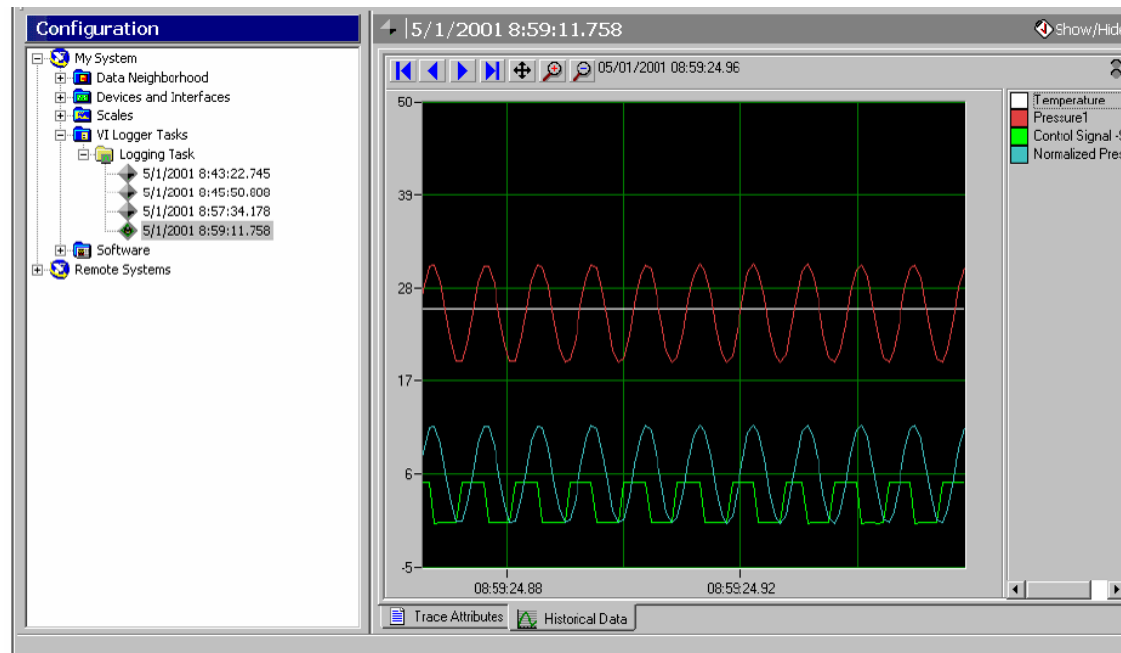 Configuration
My System
Data Neighborhood
Devices and Interfaces
Scales
VI Logger Tasks
Logging Task
5/1/2001 8:43:22.745
5/1/2001 8:45:50.808
5/1/2001 8:57:34.178
5/1/2001 8:59:11.758
Software
Remote Systems
5/1/2001 8:59:11.758
Show/Hide
05/01/2001 08:59:24.96
50
39
28
17
6
-5
08:59:24.88
08:59:24.92
Temperature
Pressure1
Control Signal -S
Normalized Pres
Trace Attributes
Historical Data